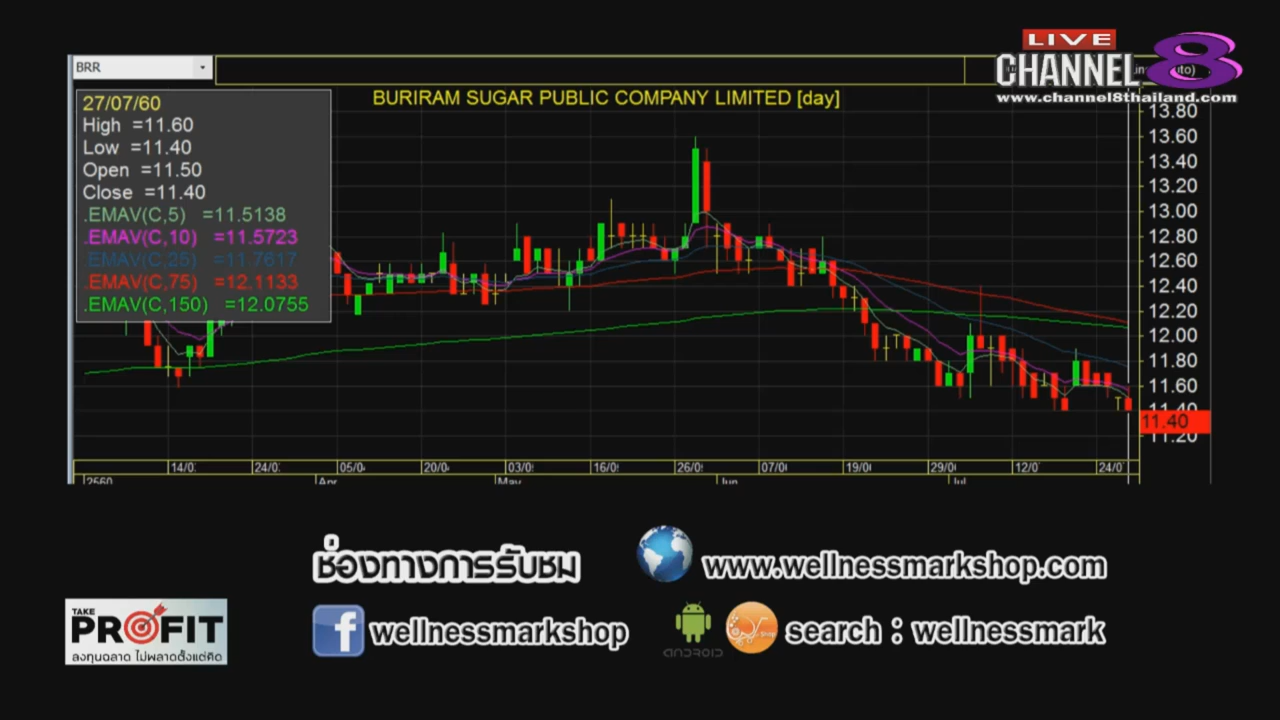 LIVE
CHANNEL 8
www.channel8thailand.com
BRR
BURIRAM SUGAR PUBLIC COMPANY LIMITED [day]
27/07/60
High =11.60
Low =11.40
Open =11.50
Close =11.40
.EMAV(C,5) =11.5138
.EMAV(C,10) =11.5723
.EMAV(C,25) =11.7617
.EMAV(C,75) =12.1133
.EMAV(C,150) =12.0755
13.80
13.60
13.40
13.20
13.00
12.80
12.60
12.40
12.20
12.00
11.80
11.60
11.40
11.40
11.20
14/0
24/0
05/0
20/0
03/0
16/0
26/0
07/0
19/0
29/0
12/0
24/0
2560
Apr
May
Jun
Jul
ช่องทางการรับชม
www.wellnessmarkshop.com
wellnessmarkshop
ANDROID
search : wellnessmark
TAKE
PROFIT
ลงทุนฉลาด ไม่พลาดตั้งแต่คิด